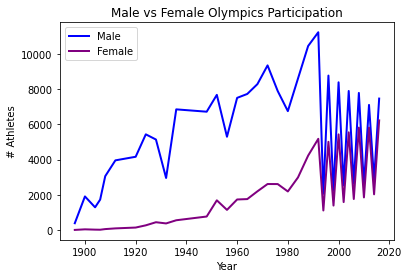 Male vs Female Olympics Participation
Male
Female
# Athletes
10000
8000
6000
4000
2000
0
1900 1920 1940 1960 1980 2000 2020
Year